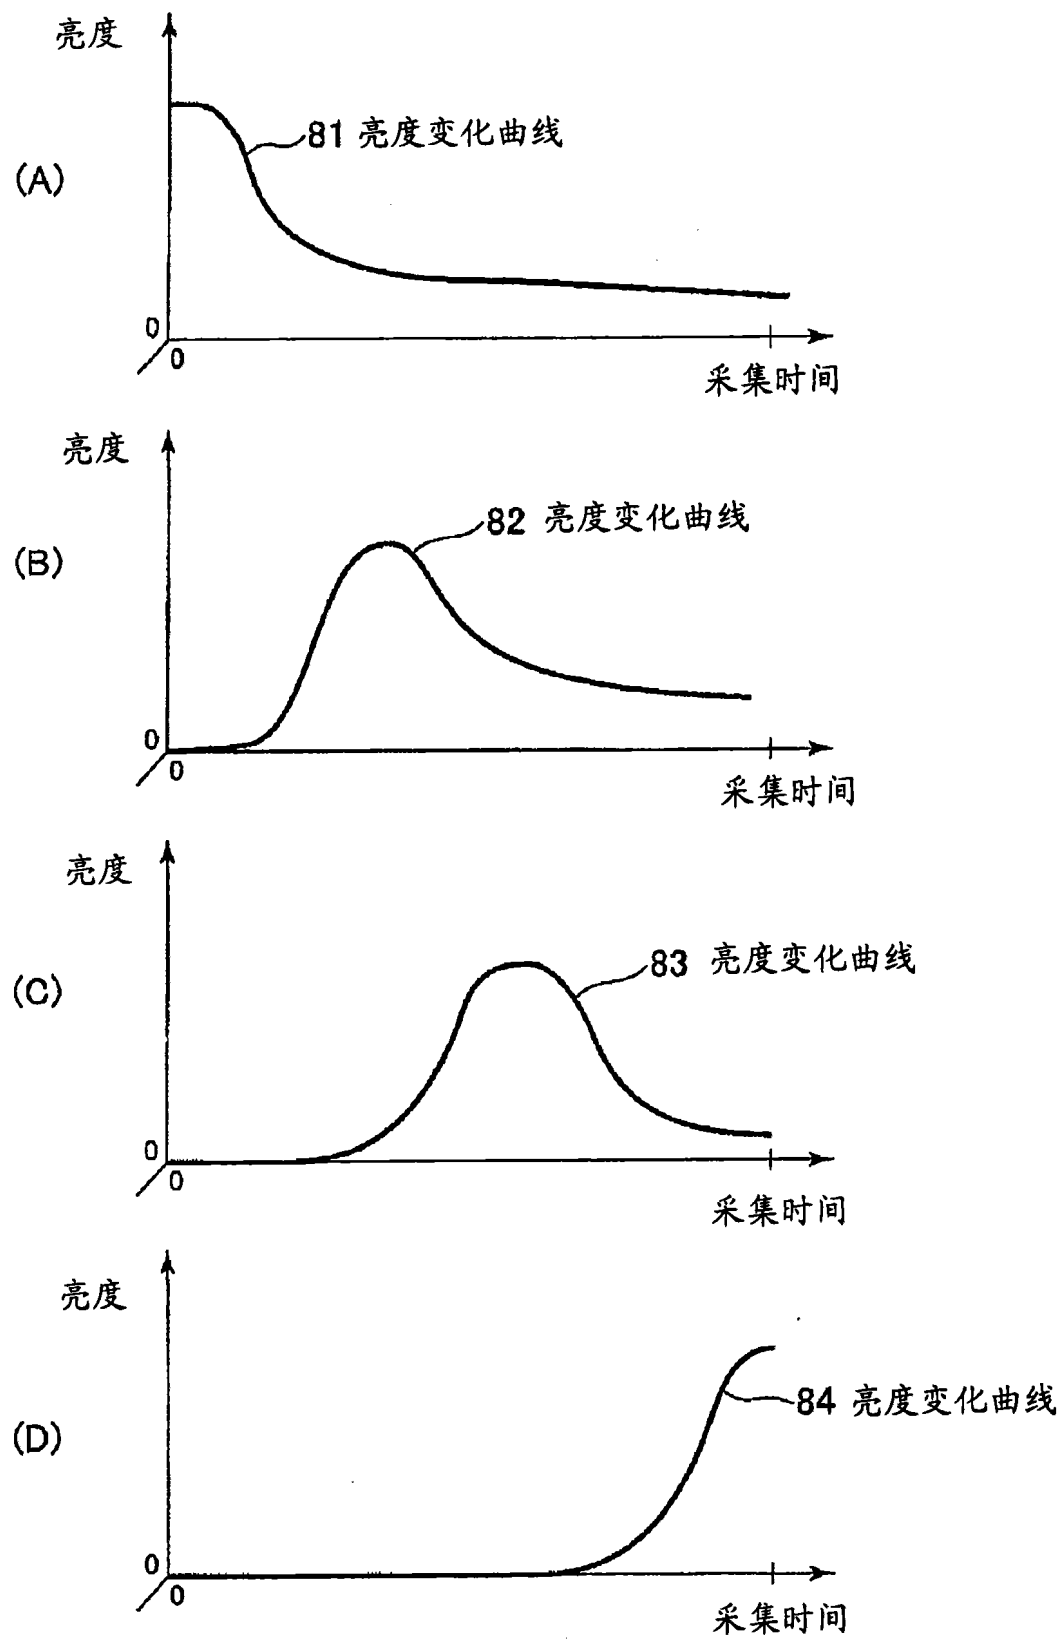 亮度
81 亮度变化曲线
(A)
0
0
采集时间
亮度
82 亮度变化曲线
(B)
0
0
采集时间
亮度
83 亮度变化曲线
(C)
0
0
采集时间
亮度
84 亮度变化曲线
(D)
0
0
采集时间